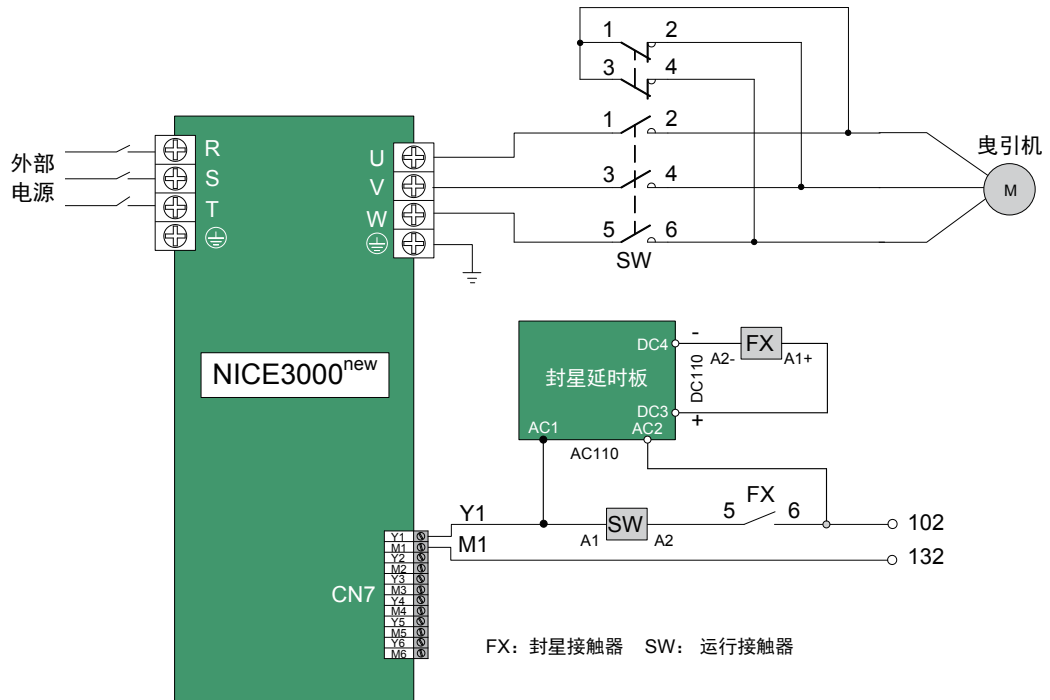 1 2
3 4
1 2
3 4
5 6
SW
曳引机
M
外部
电源
R
S
T
U
V
W
NICE3000new
DC4
DC3
封星延时板
AC1
AC2
AC110
DC110
-
+
A2-
FX
A1+
Y1
M1
SW
A1
A2
FX
5 6
102
132
CN7
Y1
M1
Y2
M2
Y3
M3
Y4
M4
Y5
M5
Y6
M6
FX：封星接触器 SW： 运行接触器